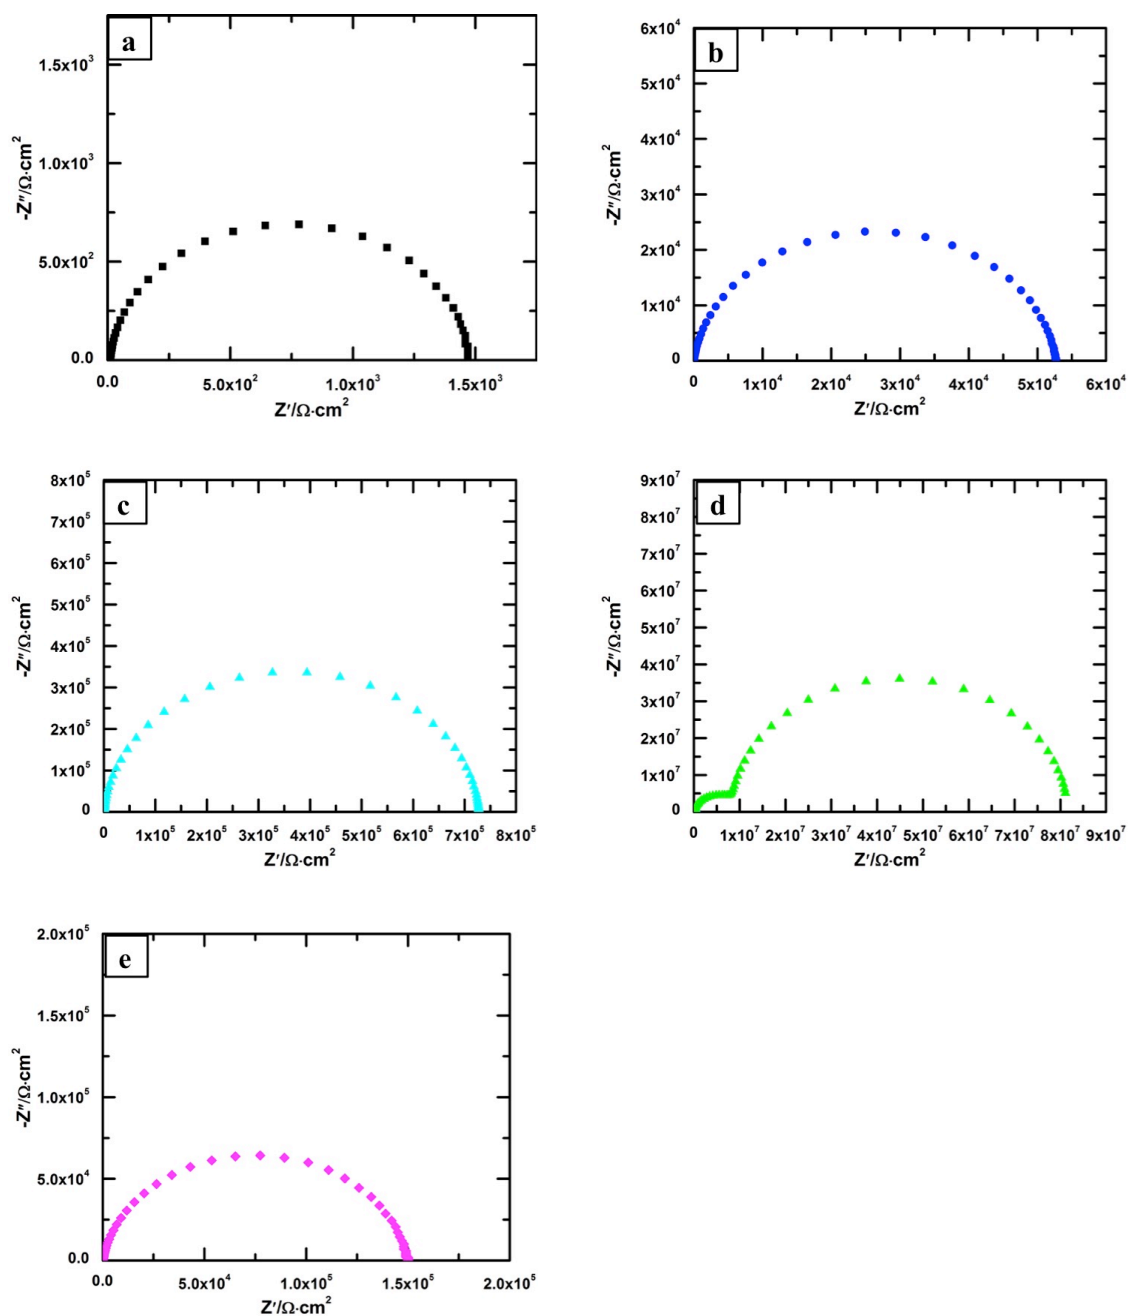 a
1.5x10³
1.0x10³
5.0x10²
0.0
-Z″/Ω·cm²
0.0 5.0x10² 1.0x10³ 1.5x10³
Z′/Ω·cm²
b
6x10⁴
5x10⁴
4x10⁴
3x10⁴
2x10⁴
1x10⁴
0
-Z″/Ω·cm²
0 1x10⁴ 2x10⁴ 3x10⁴ 4x10⁴ 5x10⁴ 6x10⁴
Z′/Ω·cm²
c
8x10⁵
7x10⁵
6x10⁵
5x10⁵
4x10⁵
3x10⁵
2x10⁵
1x10⁵
0
-Z″/Ω·cm²
0 1x10⁵ 2x10⁵ 3x10⁵ 4x10⁵ 5x10⁵ 6x10⁵ 7x10⁵ 8x10⁵
Z′/Ω·cm²
d
9x10⁷
8x10⁷
7x10⁷
6x10⁷
5x10⁷
4x10⁷
3x10⁷
2x10⁷
1x10⁷
0
-Z″/Ω·cm²
0 1x10⁷ 2x10⁷ 3x10⁷ 4x10⁷ 5x10⁷ 6x10⁷ 7x10⁷ 8x10⁷ 9x10⁷
Z′/Ω·cm²
e
2.0x10⁵
1.5x10⁵
1.0x10⁵
5.0x10⁴
0.0
-Z″/Ω·cm²
0.0 5.0x10⁴ 1.0x10⁵ 1.5x10⁵ 2.0x10⁵
Z′/Ω·cm²